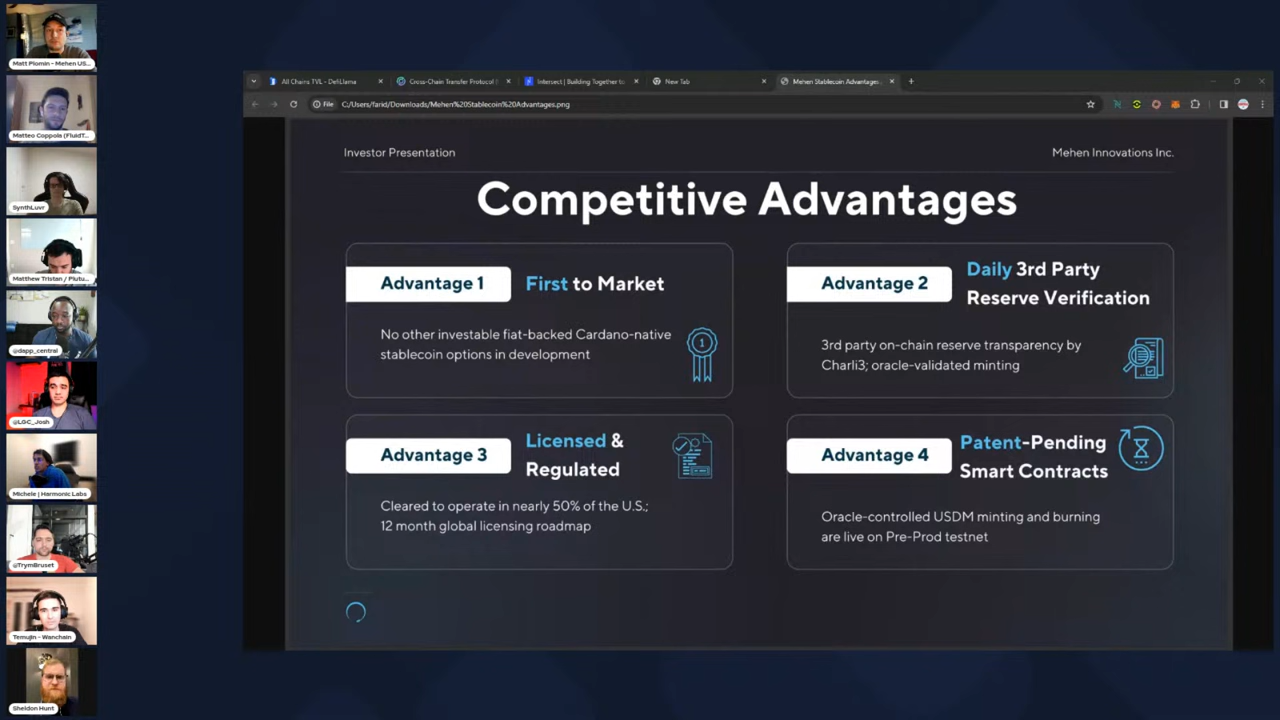 Matt Plomin - Mehen US...
Matteo Coppola (FluidT...
SynthLuvr
Matthew Tristan / Plutu...
@dapp_central
@LGC_Josh
Michele | Harmonic Labs
@TrymBruset
Temujin - Wanchain
Sheldon Hunt
All Chains TVL - DefiLlama
Cross-Chain Transfer Protocol
Intersect | Building Together to
New Tab
Mehen Stablecoin Advantages
File
C:/Users/farid/Downloads/Mehen%20Stablecoin%20Advantages.png
Investor Presentation
Mehen Innovations Inc.
Competitive Advantages
Advantage 1
First to Market
No other investable fiat-backed Cardano-native
stablecoin options in development
1
Advantage 2
Daily 3rd Party
Reserve Verification
3rd party on-chain reserve transparency by
Charli3; oracle-validated minting
Advantage 3
Licensed &
Regulated
Cleared to operate in nearly 50% of the U.S.;
12 month global licensing roadmap
Advantage 4
Patent-Pending
Smart Contracts
Oracle-controlled USDM minting and burning
are live on Pre-Prod testnet